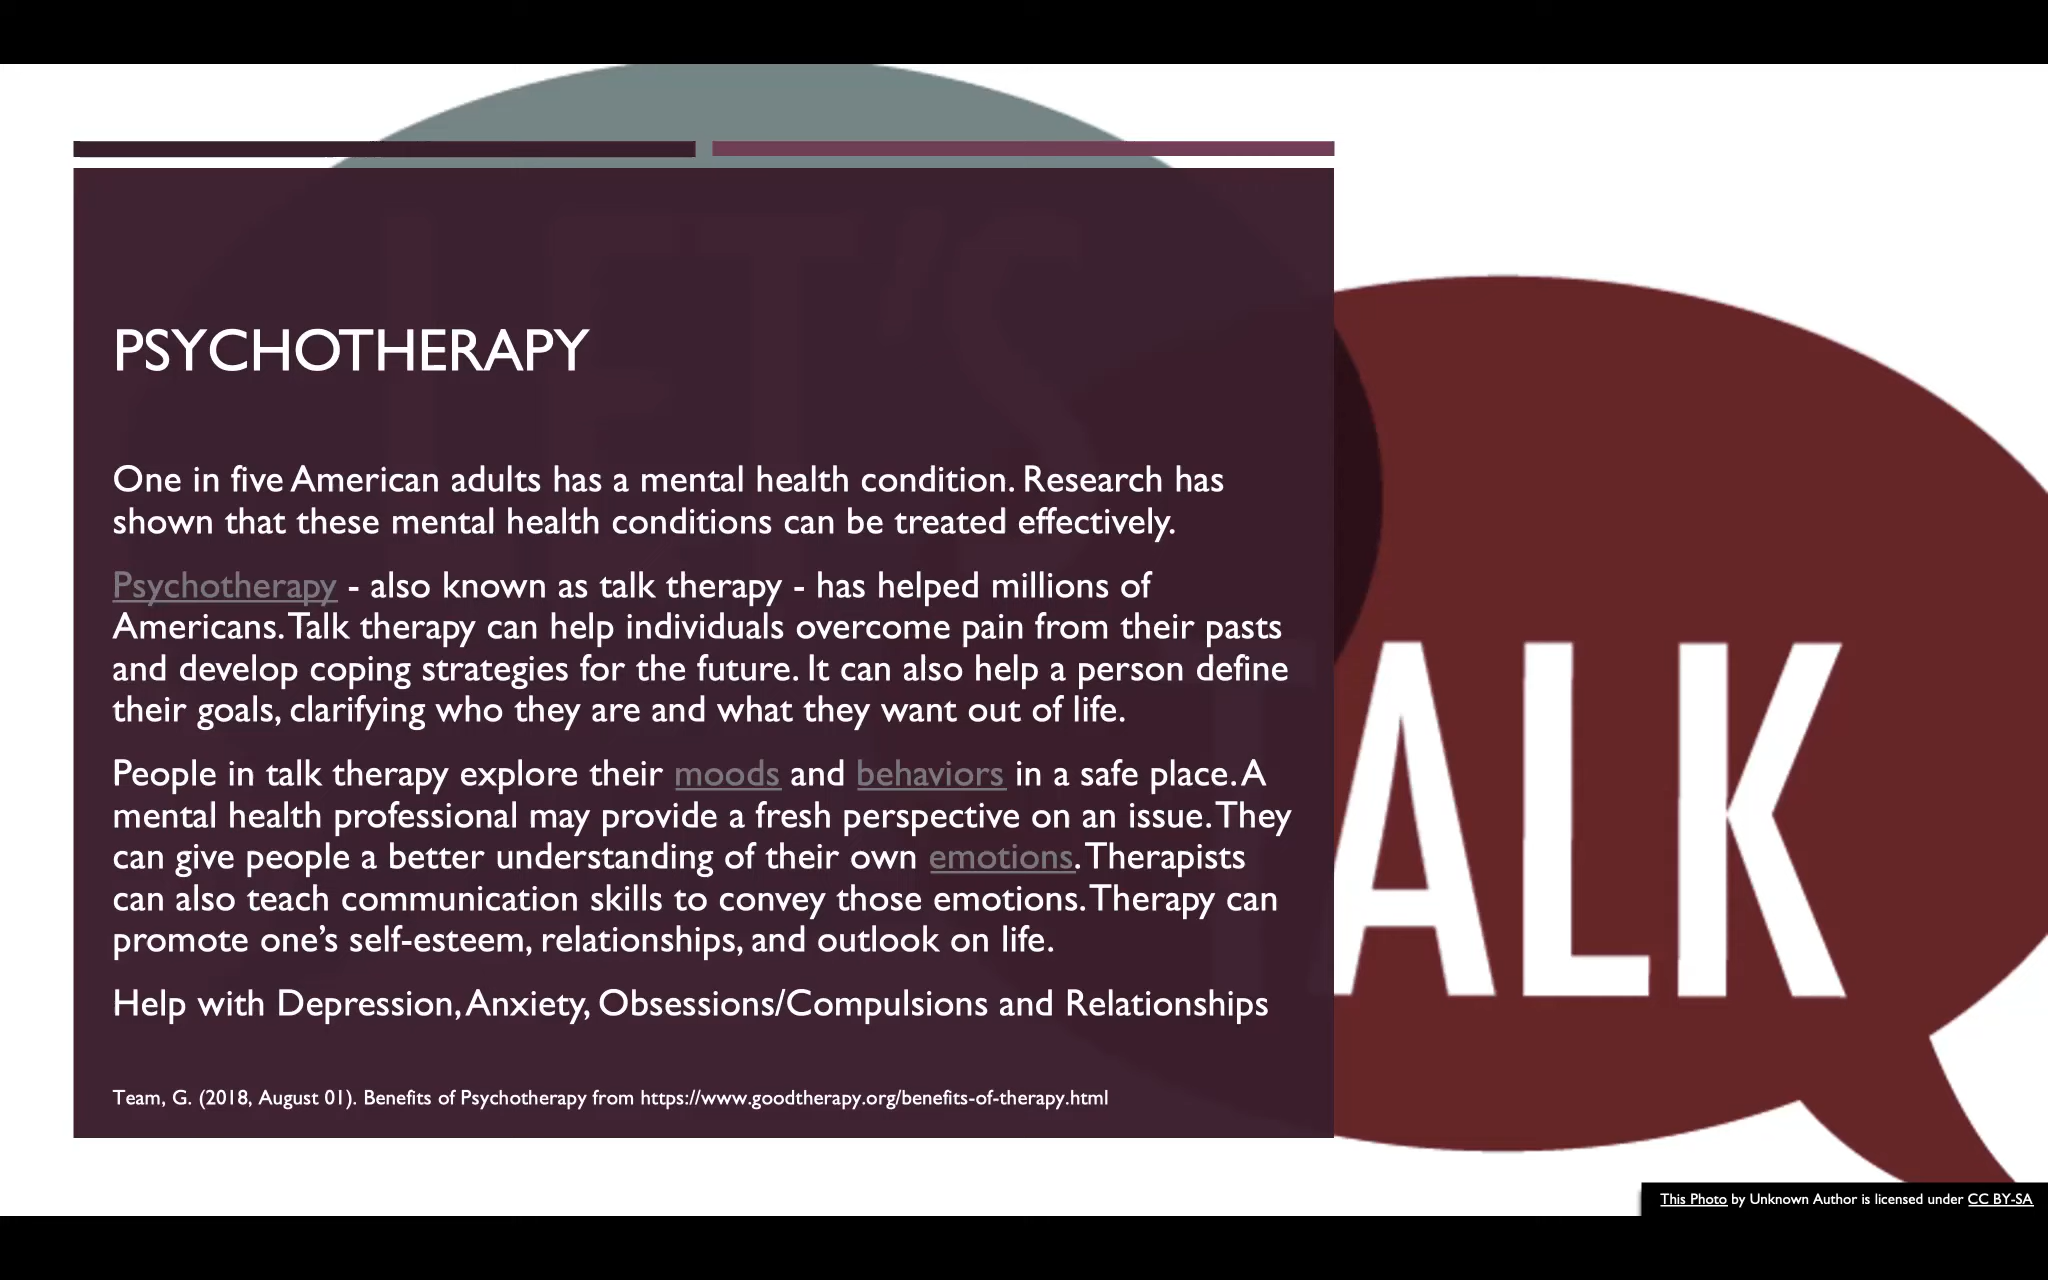 LET'S
PSYCHOTHERAPY
One in five American adults has a mental health condition. Research has
shown that these mental health conditions can be treated effectively.
Psychotherapy - also known as talk therapy - has helped millions of
Americans. Talk therapy can help individuals overcome pain from their pasts
and develop coping strategies for the future. It can also help a person define
their goals, clarifying who they are and what they want out of life.
People in talk therapy explore their moods and behaviors in a safe place. A
mental health professional may provide a fresh perspective on an issue. They
can give people a better understanding of their own emotions. Therapists
can also teach communication skills to convey those emotions. Therapy can
promote one’s self-esteem, relationships, and outlook on life.
Help with Depression, Anxiety, Obsessions/Compulsions and Relationships
Team, G. (2018, August 01). Benefits of Psychotherapy from https://www.goodtherapy.org/benefits-of-therapy.html
TALK
This Photo by Unknown Author is licensed under CC BY-SA